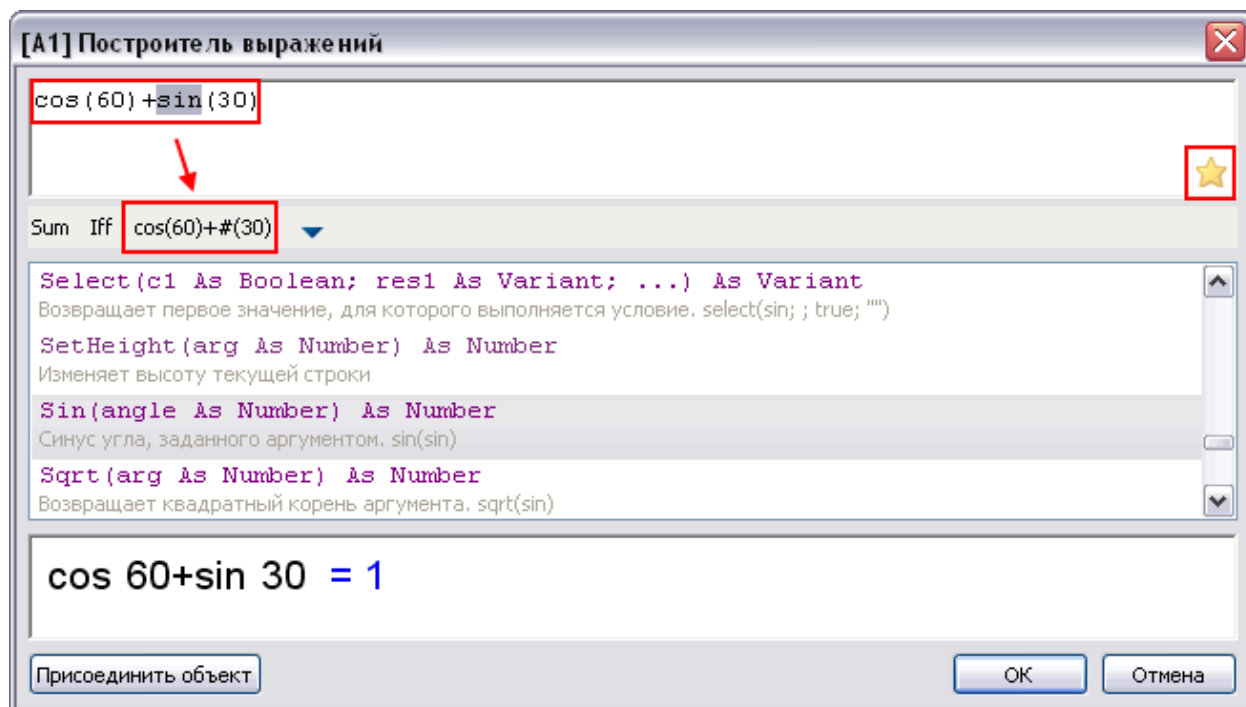 [A1] Построитель выражений
cos(60)+sin(30)
Sum Iff cos(60)+#(30)
Select(c1 As Boolean; res1 As Variant; ...) As Variant
Возвращает первое значение, для которого выполняется условие. select(sin; ; true; "")
SetHeight(arg As Number) As Number
Изменяет высоту текущей строки
Sin(angle As Number) As Number
Синус угла, заданного аргументом. sin(sin)
Sqrt(arg As Number) As Number
Возвращает квадратный корень аргумента. sqrt(sin)
cos 60+sin 30 = 1
Присоединить объект ОК Отмена